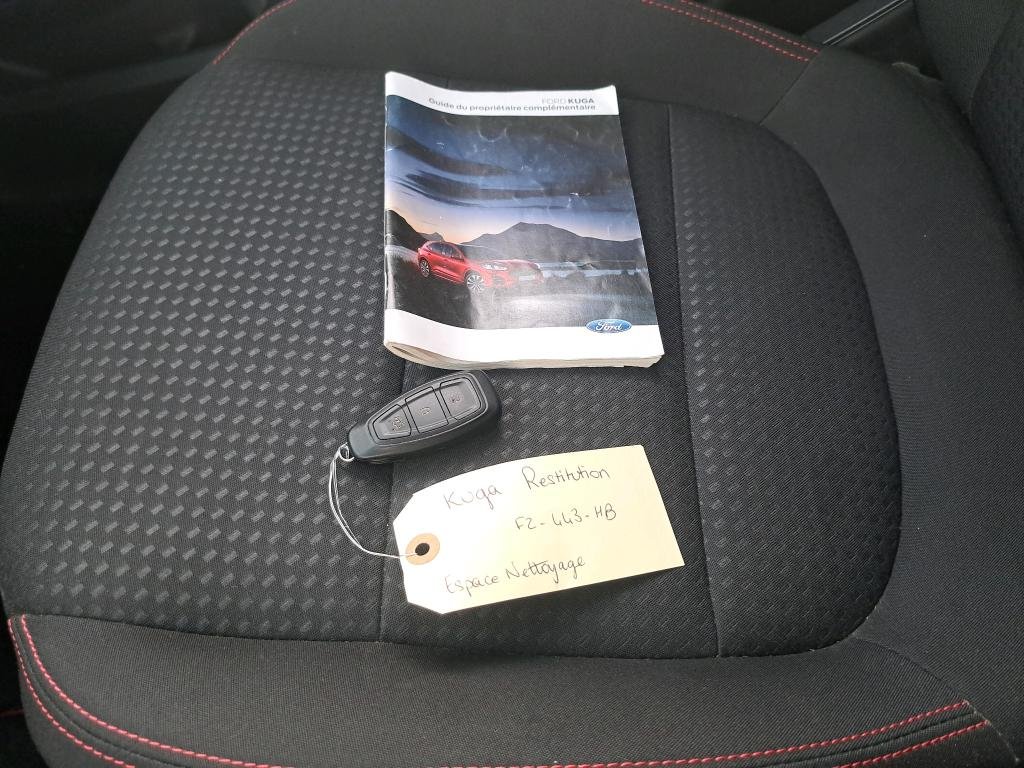 FORD KUGA
Guide du propriétaire complémentaire
Ford
Kuga Restitution
FZ-443-HB
Espace Nettoyage